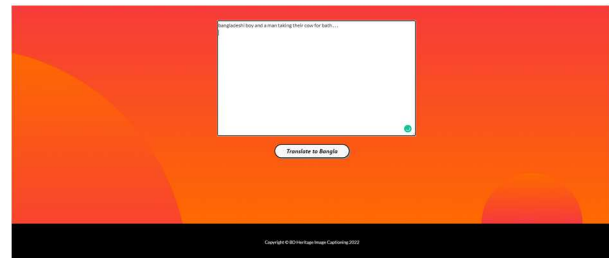 bangladeshi boy and a man taking their cow for bath . . .
Translate to Bangla
Copyright © BD Heritage Image Captioning 2022